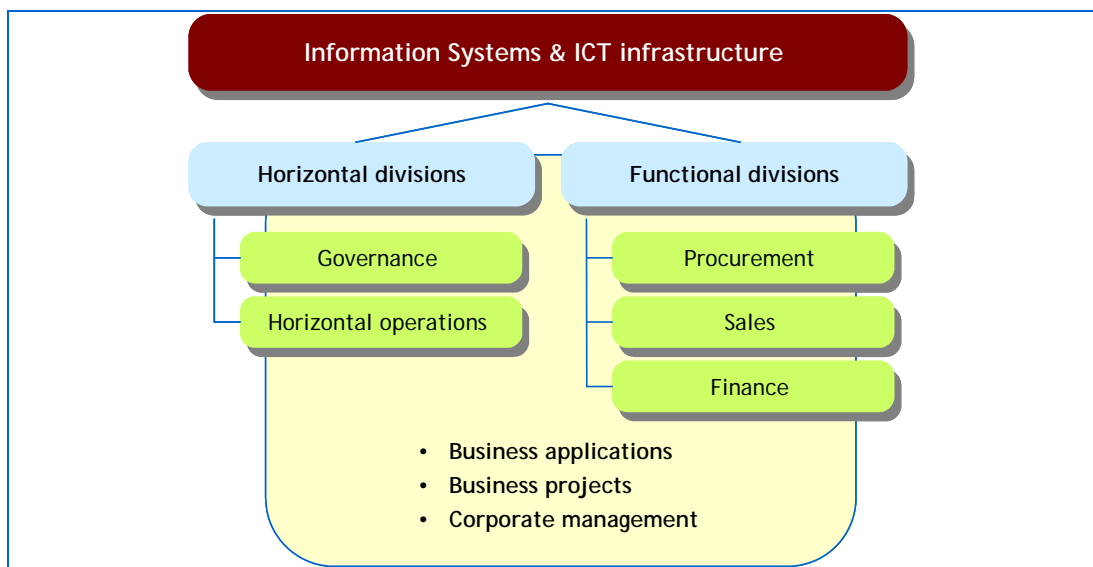 Information Systems & ICT infrastructure
Horizontal divisions
Functional divisions
Governance
Horizontal operations
Procurement
Sales
Finance
• Business applications
• Business projects
• Corporate management